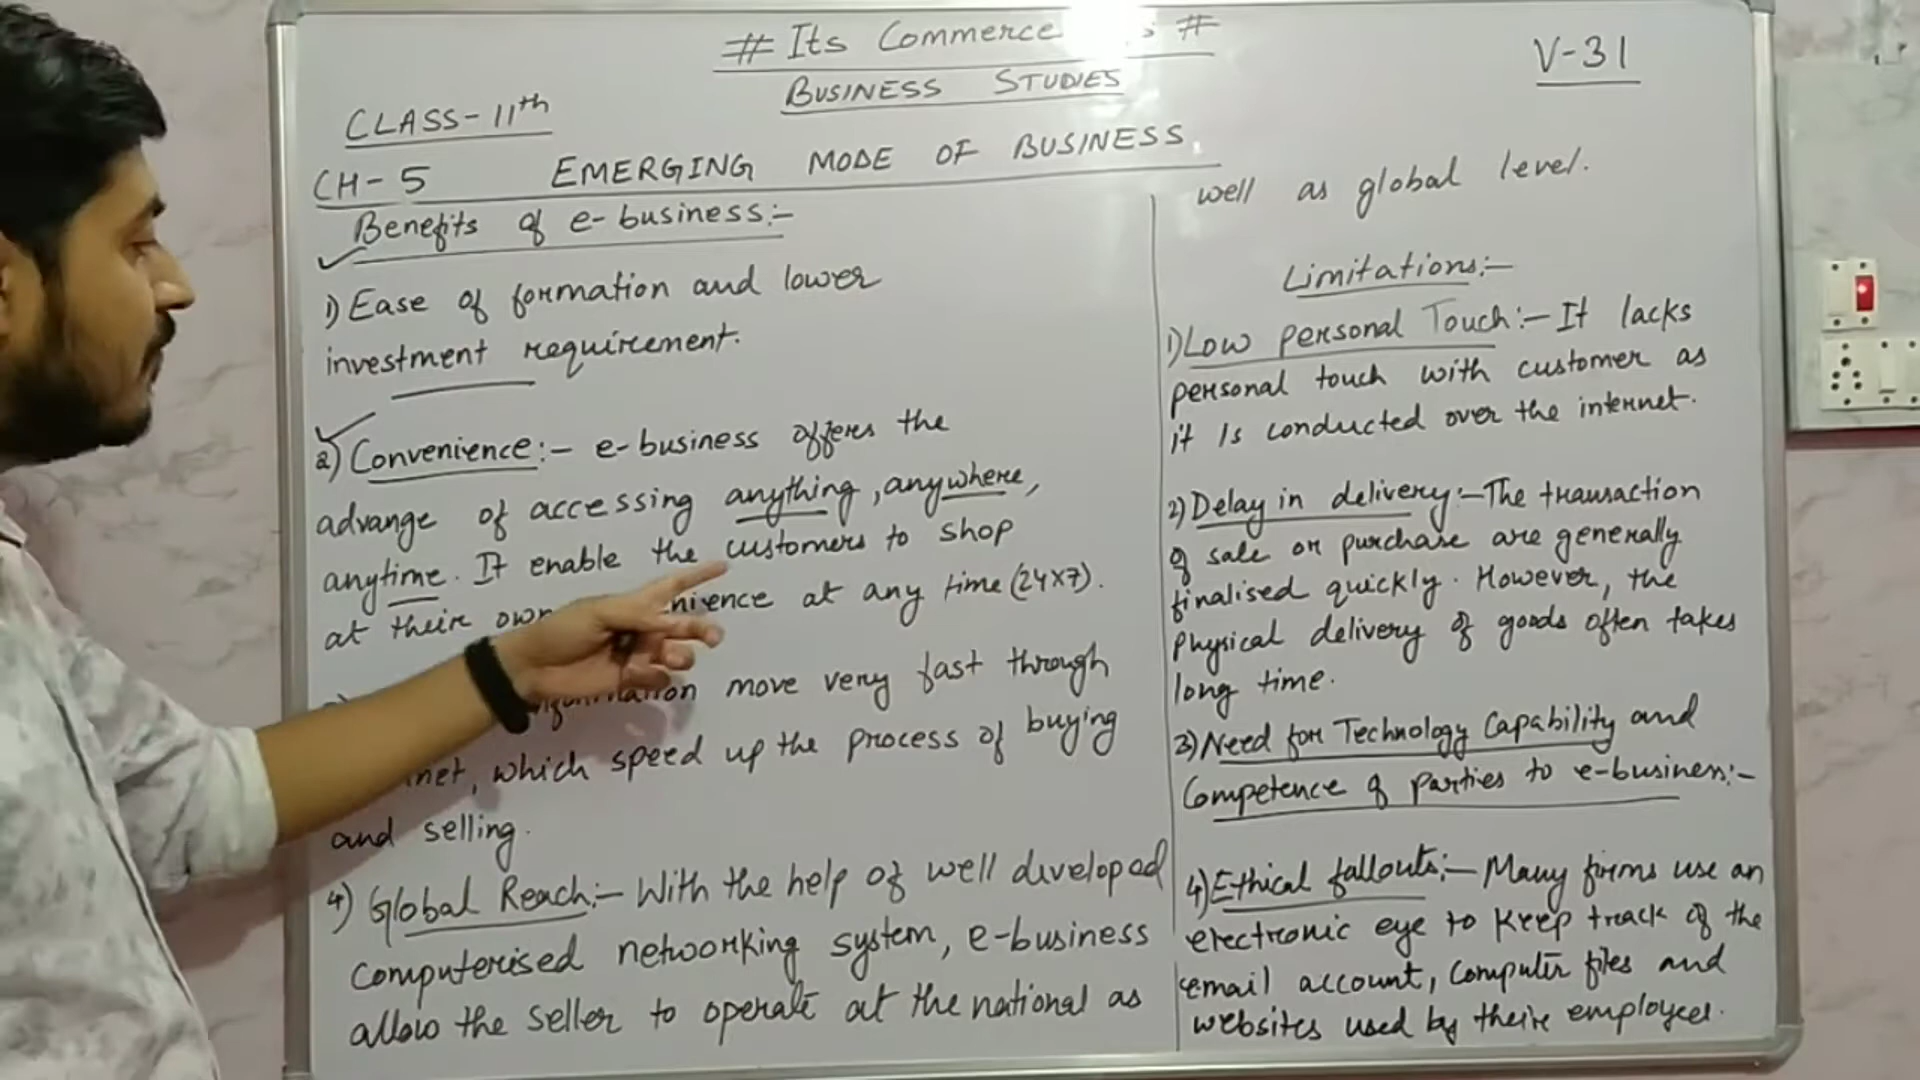 # Its Commerce #
BUSINESS STUDIES
V-31
CLASS-11th
CH-5 EMERGING MODE OF BUSINESS
Benefits of e-business:-
1) Ease of formation and lower
investment requirement.
2) Convenience:- e-business offers the
advange of accessing anything, anywhere,
anytime. It enable the customers to shop
at their own at any time (24x7).
move very fast through
which speed up the process of buying
and selling.
4) Global Reach:- With the help of well developed
computerised networking system, e-business
allow the seller to operate at the national as
well as global level.
Limitations:-
1) Low personal Touch:- It lacks
personal touch with customer as
it is conducted over the internet.
2) Delay in delivery:- The transaction
of sale or purchase are generally
finalised quickly. However, the
Physical delivery of goods often takes
long time.
3) Need for Technology Capability and
Competence of parties to e-business:-
4) Ethical fallouts:- Many firms use an
electronic eye to keep track of the
email account, Computer files and
websites used by their employees.